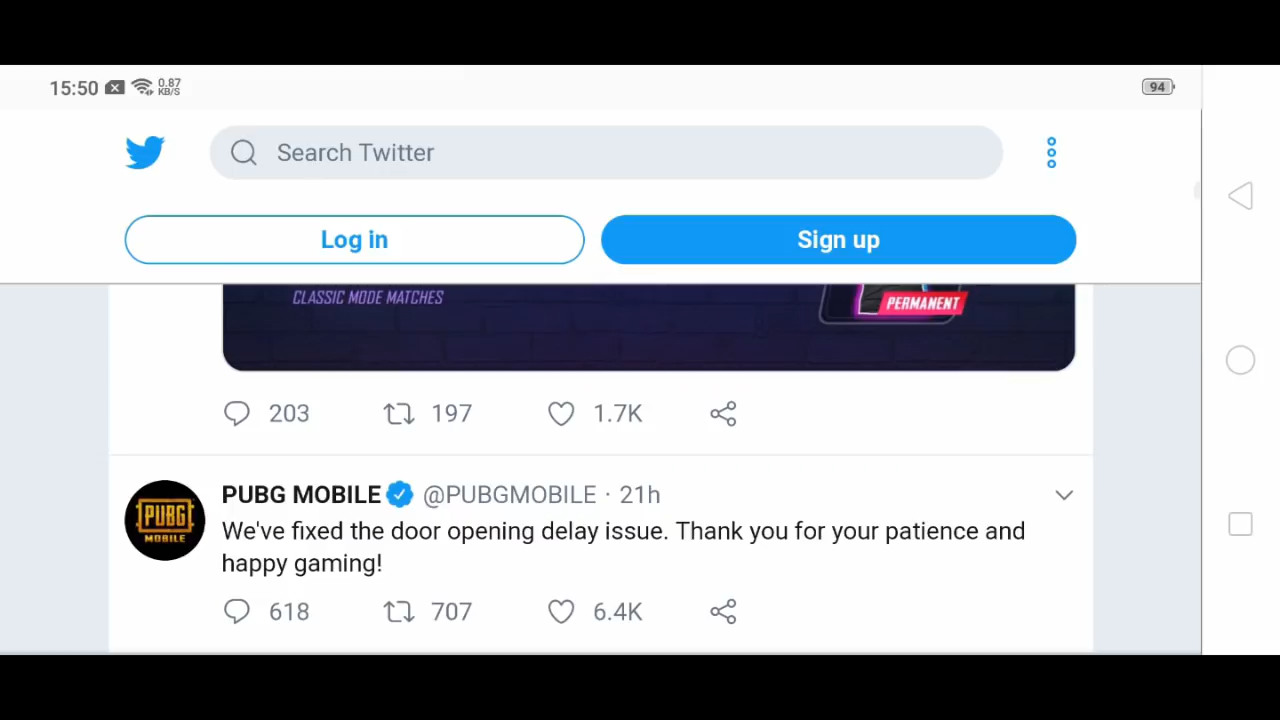 15:50 0.87 KB/S 94
Search Twitter
Log in Sign up
CLASSIC MODE MATCHES PERMANENT
203 197 1.7K
PUBG MOBILE @PUBGMOBILE · 21h
PUBG MOBILE
We've fixed the door opening delay issue. Thank you for your patience and
happy gaming!
618 707 6.4K